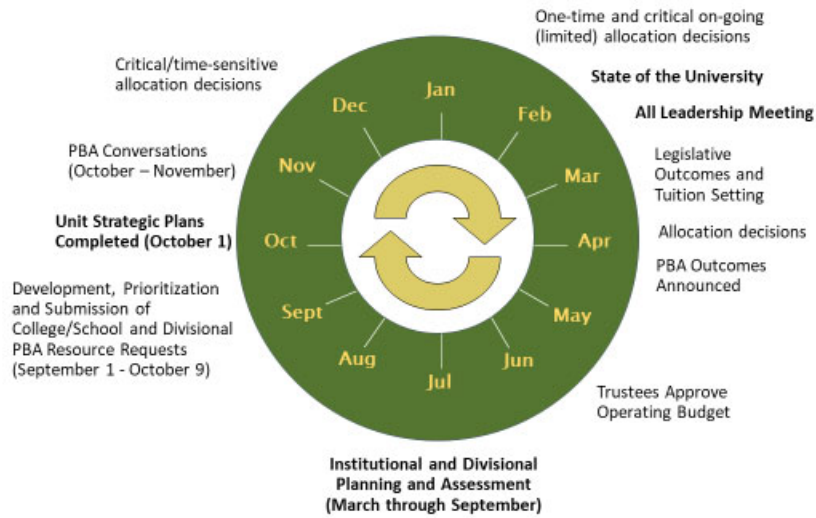 One-time and critical on-going
(limited) allocation decisions
State of the University
All Leadership Meeting
Legislative
Outcomes and
Tuition Setting
Allocation decisions
PBA Outcomes
Announced
Trustees Approve
Operating Budget
Institutional and Divisional
Planning and Assessment
(March through September)
Development, Prioritization
and Submission of
College/School and Divisional
PBA Resource Requests
(September 1 - October 9)
Unit Strategic Plans
Completed (October 1)
PBA Conversations
(October – November)
Critical/time-sensitive
allocation decisions
Jan
Feb
Mar
Apr
May
Jun
Jul
Aug
Sept
Oct
Nov
Dec